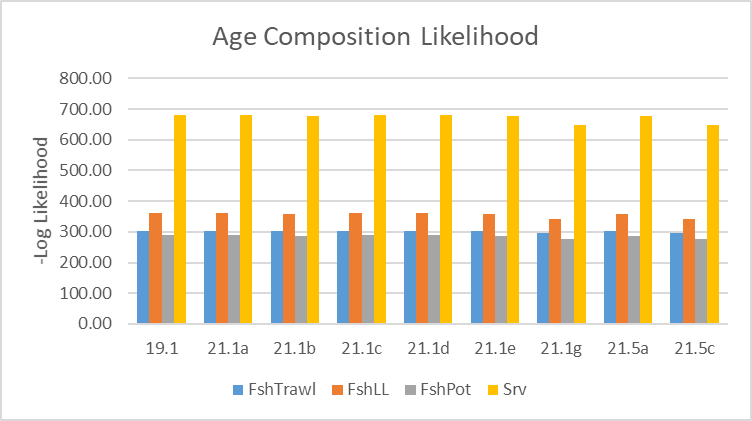 Age Composition Likelihood
-Log Likelihood
800.00
700.00
600.00
500.00
400.00
300.00
200.00
100.00
0.00
19.1 21.1a 21.1b 21.1c 21.1d 21.1e 21.1g 21.5a 21.5c
FshTrawl FshLL FshPot Srv